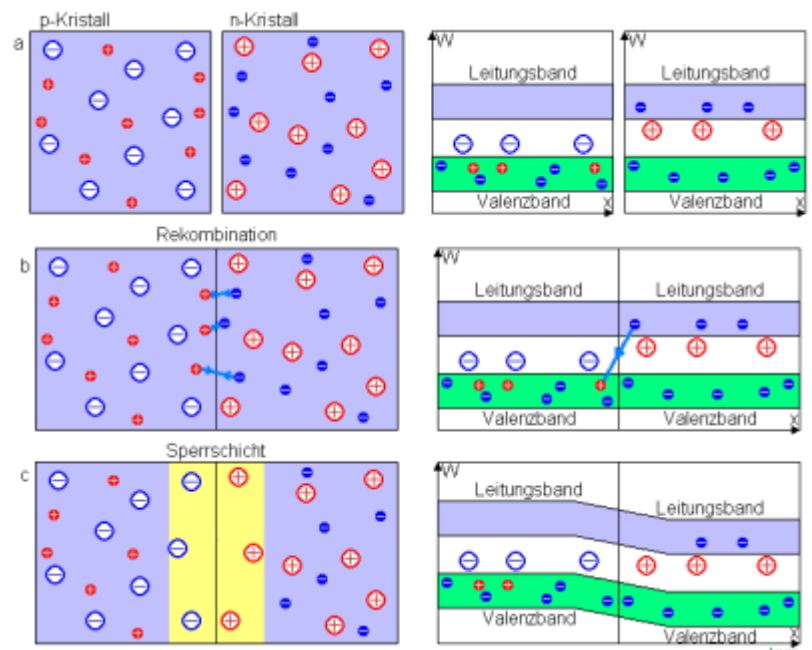 p-Kristall
n-Kristall
a
W
Leitungsband
Valenzband
x
W
Leitungsband
Valenzband
x
Rekombination
b
W
Leitungsband
Leitungsband
Valenzband
Valenzband
x
Sperrschicht
c
W
Leitungsband
Leitungsband
Valenzband
Valenzband
x